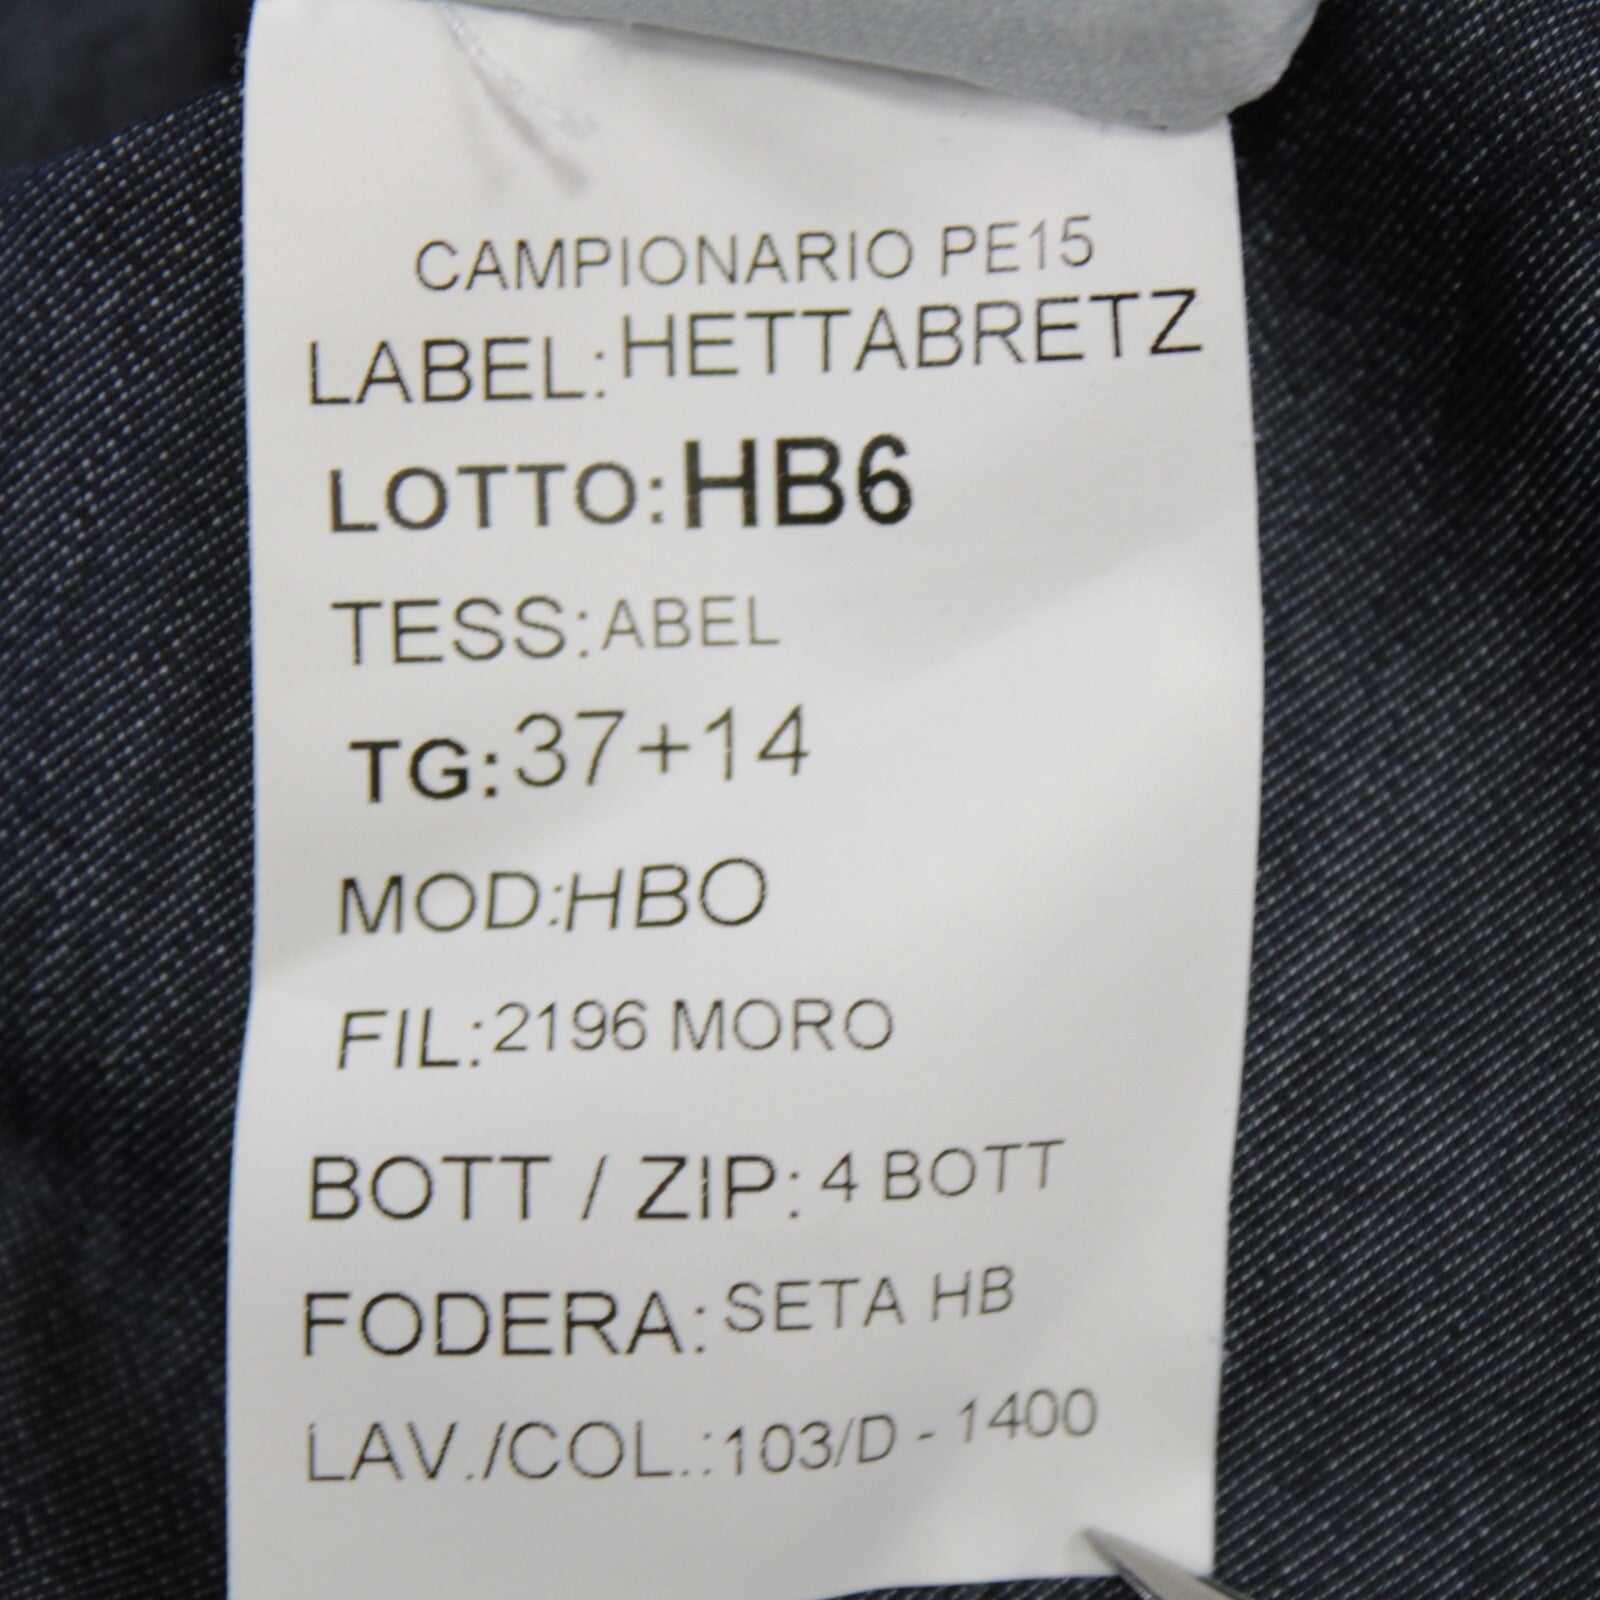 CAMPIONARIO PE15
LABEL:HETTABRETZ
LOTTO:HB6
TESS:ABEL
TG:37+14
MOD:HBO
FIL:2196 MORO
BOTT / ZIP: 4 BOTT
FODERA:SETA HB
LAV./COL.:103/D - 1400